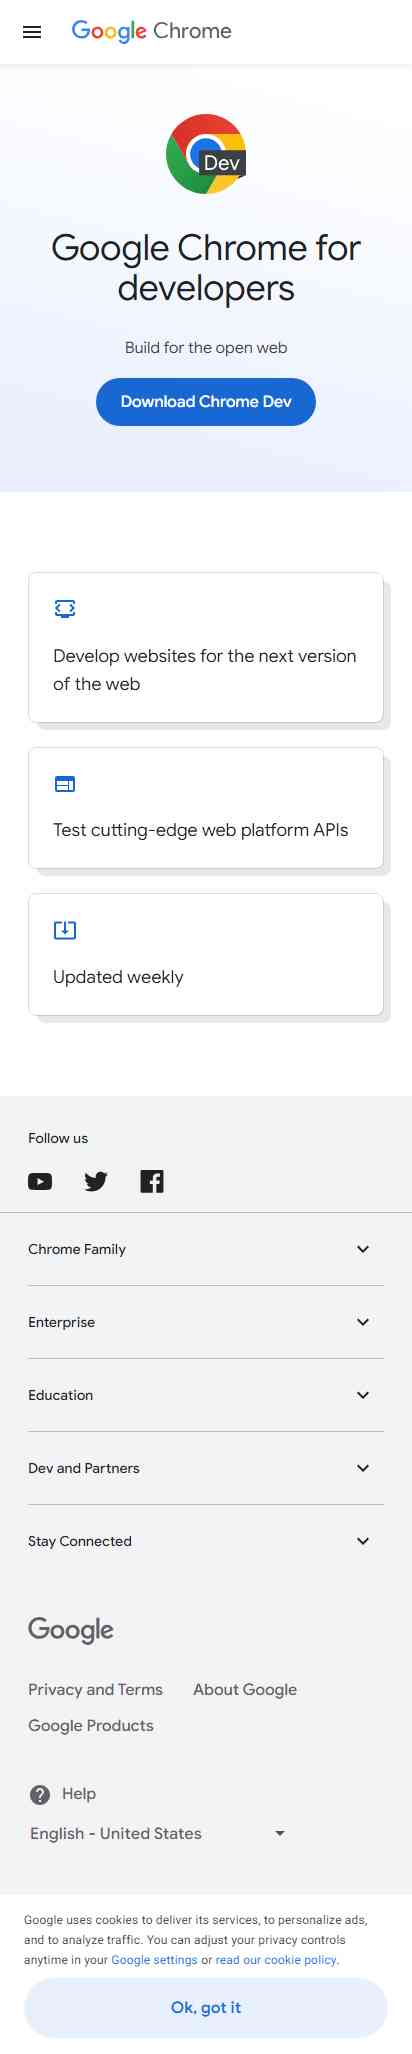 Google Chrome
Dev
Google Chrome for
developers
Build for the open web
Download Chrome Dev
Develop websites for the next version
of the web
Test cutting-edge web platform APIs
Updated weekly
Follow us
Chrome Family
Enterprise
Education
Dev and Partners
Stay Connected
Google
Privacy and Terms About Google
Google Products
Help
English - United States
Google uses cookies to deliver its services, to personalize ads,
and to analyze traffic. You can adjust your privacy controls
anytime in your Google settings or read our cookie policy.
Ok, got it